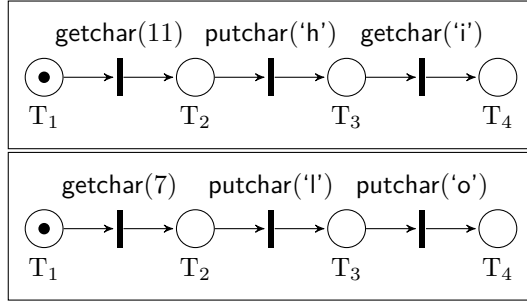 getchar(11) putchar(‘h’) getchar(‘i’)
T₁ T₂ T₃ T₄
getchar(7) putchar(‘l’) putchar(‘o’)
T₁ T₂ T₃ T₄